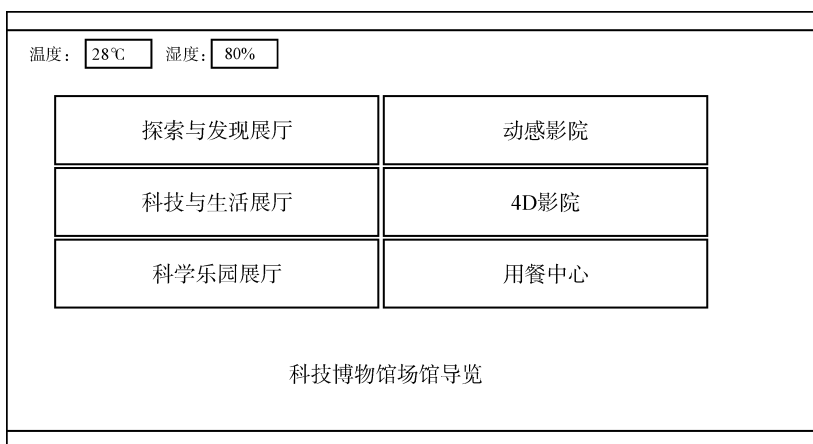 温度： 28℃ 湿度： 80%
探索与发现展厅 动感影院
科技与生活展厅 4D影院
科学乐园展厅 用餐中心
科技博物馆场馆导览